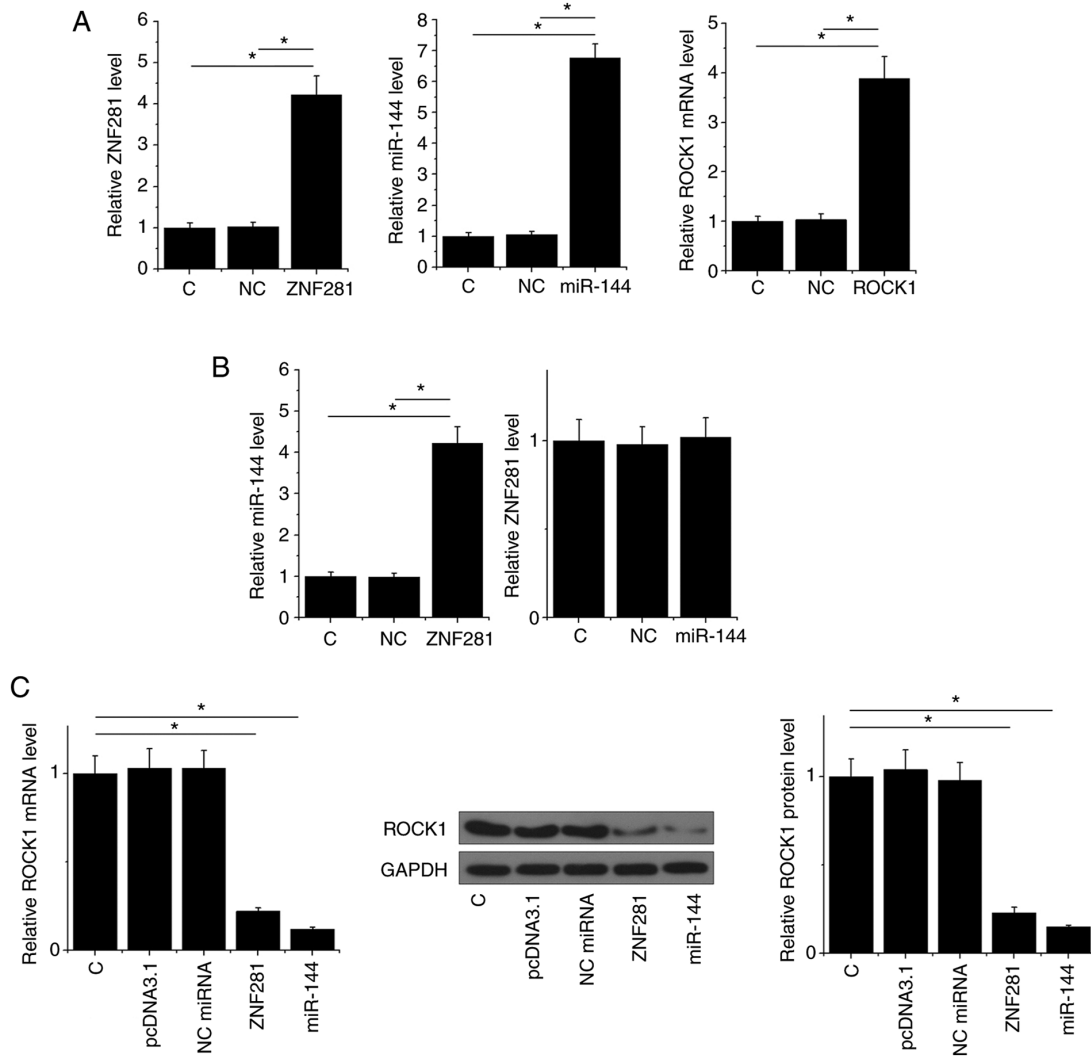 A
Relative ZNF281 level
6
5
4
3
2
1
0
*
*
C NC ZNF281
Relative miR-144 level
8
7
6
5
4
3
2
1
0
*
*
C NC miR-144
Relative ROCK1 mRNA level
5
4
3
2
1
0
*
*
C NC ROCK1
B
Relative miR-144 level
6
5
4
3
2
1
0
*
*
C NC ZNF281
Relative ZNF281 level
1
0
C NC miR-144
C
Relative ROCK1 mRNA level
1
0
*
*
C
pcDNA3.1
NC miRNA
ZNF281
miR-144
ROCK1
GAPDH
C
pcDNA3.1
NC miRNA
ZNF281
miR-144
Relative ROCK1 protein level
1
0
*
*
C
pcDNA3.1
NC miRNA
ZNF281
miR-144